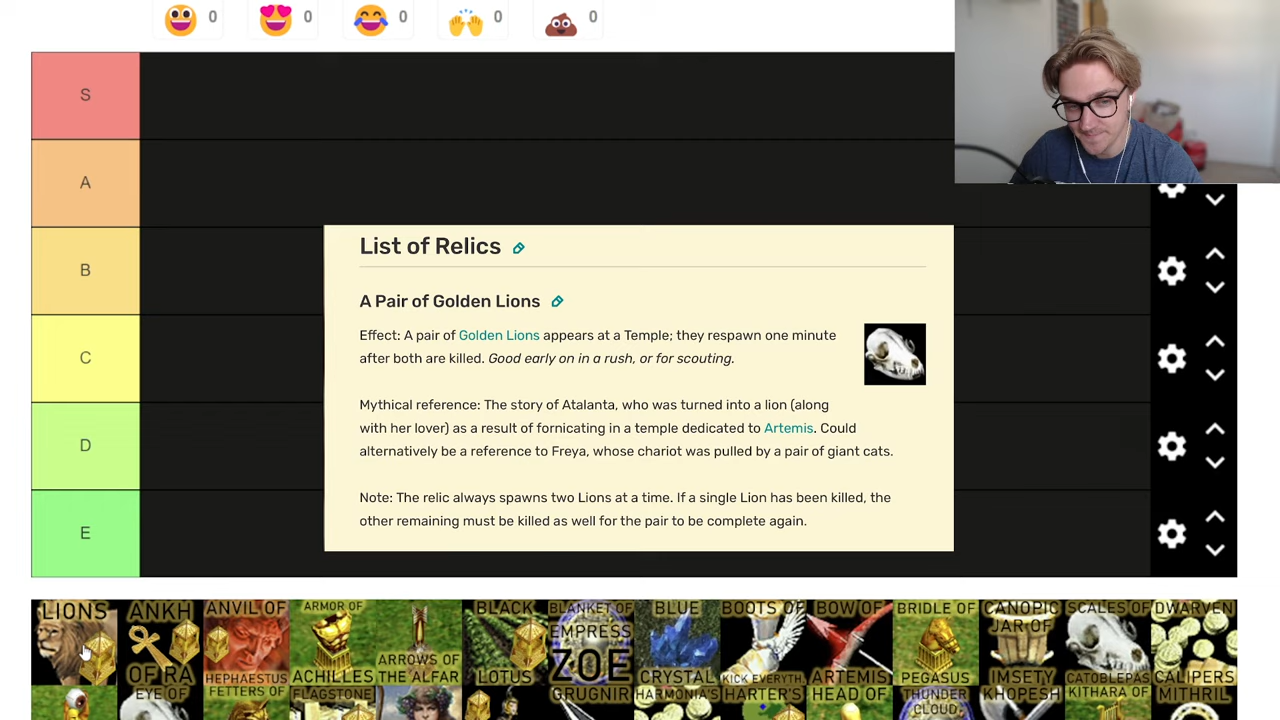 0 0 0 0 0
S
A
B
C
D
E
List of Relics
A Pair of Golden Lions
Effect: A pair of Golden Lions appears at a Temple; they respawn one minute
after both are killed. Good early on in a rush, or for scouting.
Mythical reference: The story of Atalanta, who was turned into a lion (along
with her lover) as a result of fornicating in a temple dedicated to Artemis. Could
alternatively be a reference to Freya, whose chariot was pulled by a pair of giant cats.
Note: The relic always spawns two Lions at a time. If a single Lion has been killed, the
other remaining must be killed as well for the pair to be complete again.
LIONS
ANKH
OF RA
ANVIL OF
HEPHAESTUS
ARMOR OF
ACHILLES
ARROWS OF
THE ALFAR
BLACK
LOTUS
BLANKET OF
EMPRESS
ZOE
BLUE
CRYSTAL
BOOTS OF
KICK EVERYTH
BOW OF
ARTEMIS
BRIDLE OF
PEGASUS
CANOPIC
JAR OF
IMSETY
SCALES OF
CATOBLEPAS
DWARVEN
CALIPERS
EYE OF
FETTERS OF
FLAGSTONE
GRUGNIR
HARMONIA'S
HARTER'S
HEAD OF
THUNDER
CLOUD
KHOPESH
KITHARA OF
MITHRIL